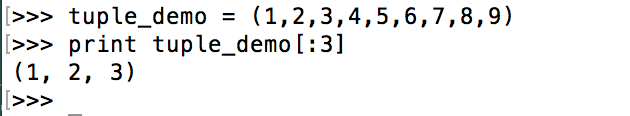 [>>> tuple_demo = (1,2,3,4,5,6,7,8,9)
[>>> print tuple_demo[:3]
(1, 2, 3)
[>>>